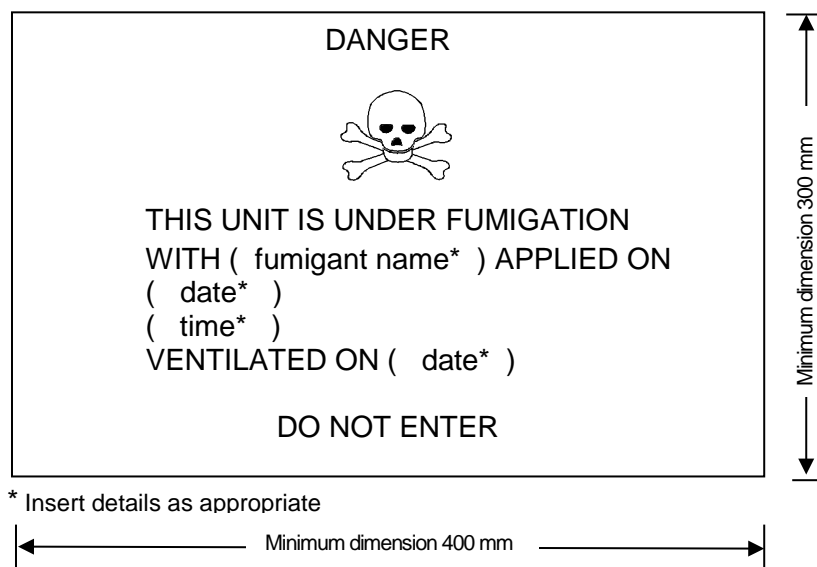 DANGER
THIS UNIT IS UNDER FUMIGATION
WITH ( fumigant name* ) APPLIED ON
( date* )
( time* )
VENTILATED ON ( date* )
DO NOT ENTER
Minimum dimension 300 mm
* Insert details as appropriate
Minimum dimension 400 mm